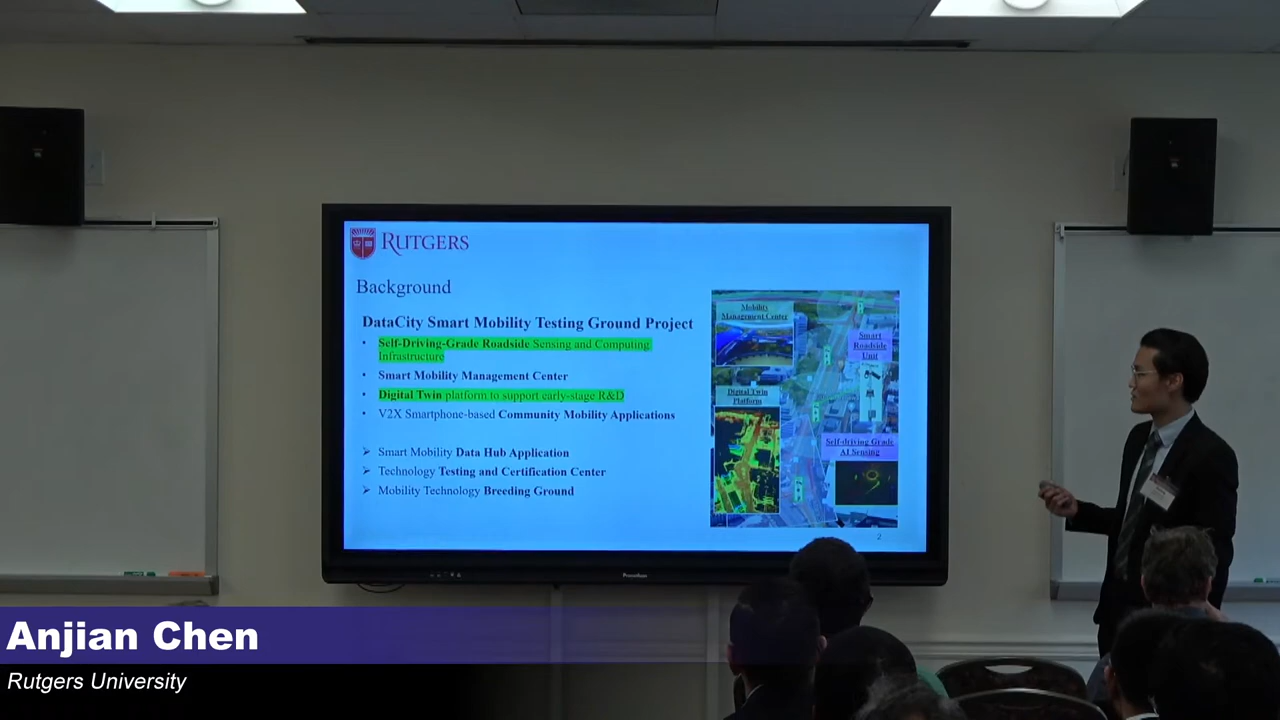 RUTGERS
Background
DataCity Smart Mobility Testing Ground Project
• Self-Driving-Grade Roadside Sensing and Computing
Infrastructure
• Smart Mobility Management Center
• Digital Twin platform to support early-stage R&D
• V2X Smartphone-based Community Mobility Applications
➢ Smart Mobility Data Hub Application
➢ Technology Testing and Certification Center
➢ Mobility Technology Breeding Ground
Mobility
Management Center
Smart
Roadside
Unit
Digital Twin
Platform
Self-driving Grade
AI Sensing
2
Promethean
Anjian Chen
Rutgers University